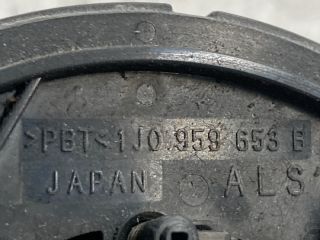 >PBT< 1J0 959 653 B
JAPAN ALS